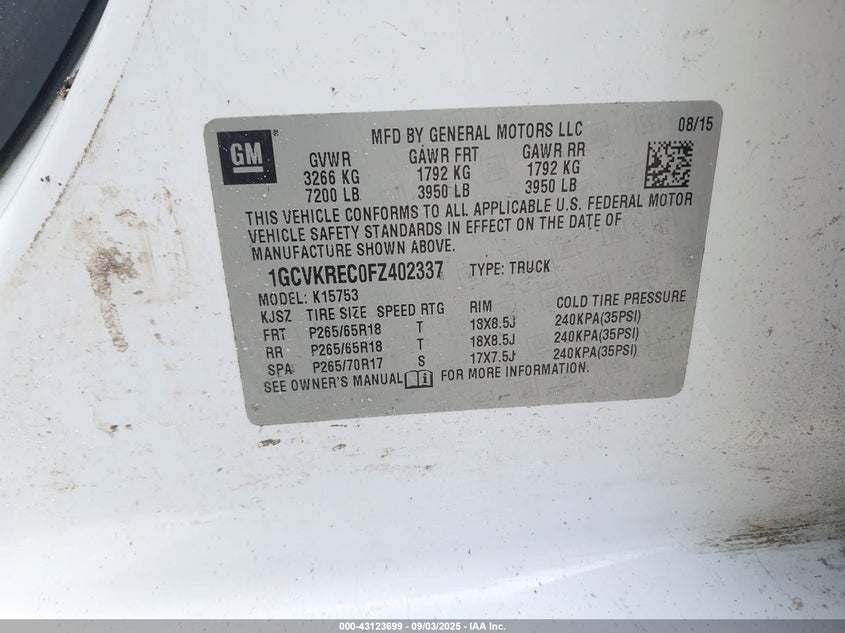 GM
MFD BY GENERAL MOTORS LLC 08/15
GVWR GAWR FRT GAWR RR
3266 KG 1792 KG 1792 KG
7200 LB 3950 LB 3950 LB
THIS VEHICLE CONFORMS TO ALL APPLICABLE U.S. FEDERAL MOTOR
VEHICLE SAFETY STANDARDS IN EFFECT ON THE DATE OF
MANUFACTURE SHOWN ABOVE.
1GCVKREC0FZ402337 TYPE: TRUCK
MODEL: K15753
KJSZ TIRE SIZE SPEED RTG RIM COLD TIRE PRESSURE
FRT P265/65R18 T 18X8.5J 240KPA(35PSI)
RR P265/65R18 T 18X8.5J 240KPA(35PSI)
SPA P265/70R17 S 17X7.5J 240KPA(35PSI)
SEE OWNER'S MANUAL FOR MORE INFORMATION.
000-43123699 - 09/03/2025 - IAA Inc.